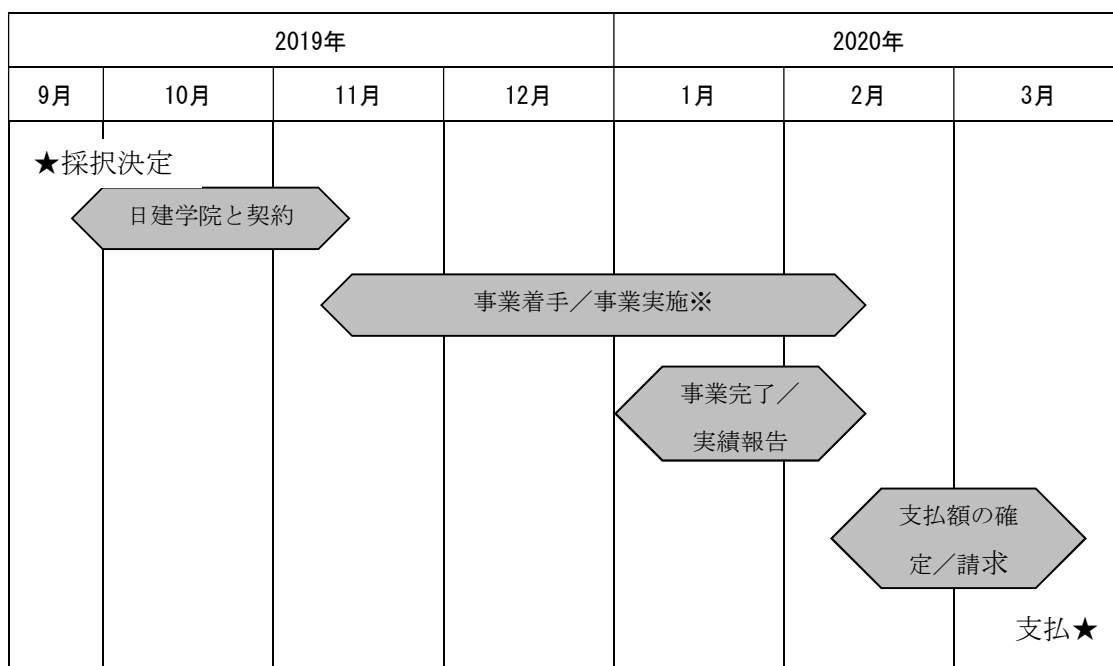 2019年 2020年
9月 10月 11月 12月 1月 2月 3月
★採択決定
日建学院と契約
事業着手／事業実施※
事業完了／
実績報告
支払額の確
定／請求
支払★